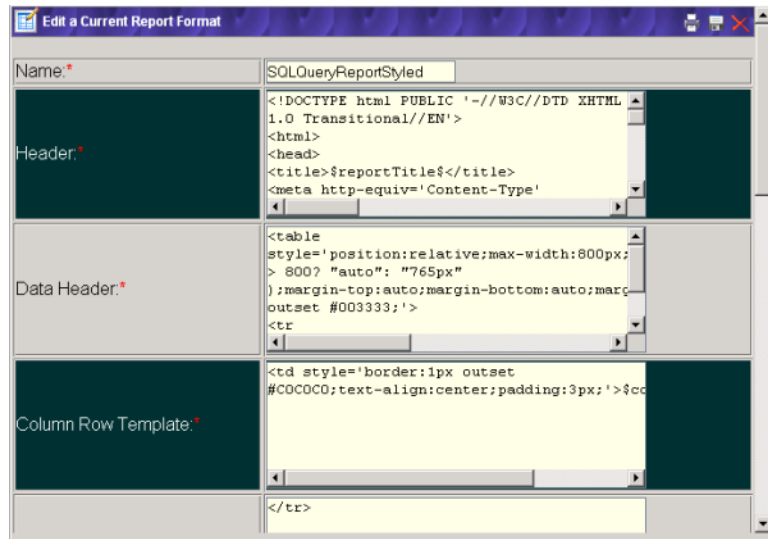 Edit a Current Report Format
Name:*
SQLQueryReportStyled
Header:*
<!DOCTYPE html PUBLIC '-//W3C//DTD XHTML
1.0 Transitional//EN'>
<html>
<head>
<title>$reportTitle$</title>
<meta http-equiv='Content-Type'
Data Header:*
<table
style='position:relative;max-width:800px;
> 800? "auto": "765px"
);margin-top:auto;margin-bottom:auto;marg
outset #003333;'>
<tr
Column Row Template:*
<td style='border:1px outset
#C0C0C0;text-align:center;padding:3px;'>$co
</tr>